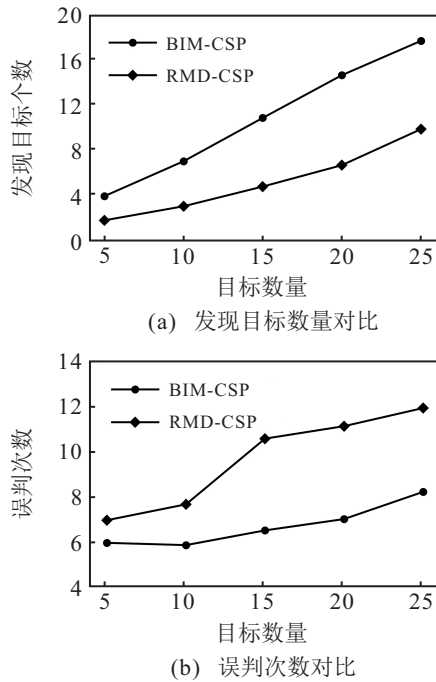 20
16
12
8
4
0
发现目标个数
BIM-CSP
RMD-CSP
5 10 15 20 25
目标数量
(a) 发现目标数量对比
14
12
10
8
6
4
误判次数
BIM-CSP
RMD-CSP
5 10 15 20 25
目标数量
(b) 误判次数对比